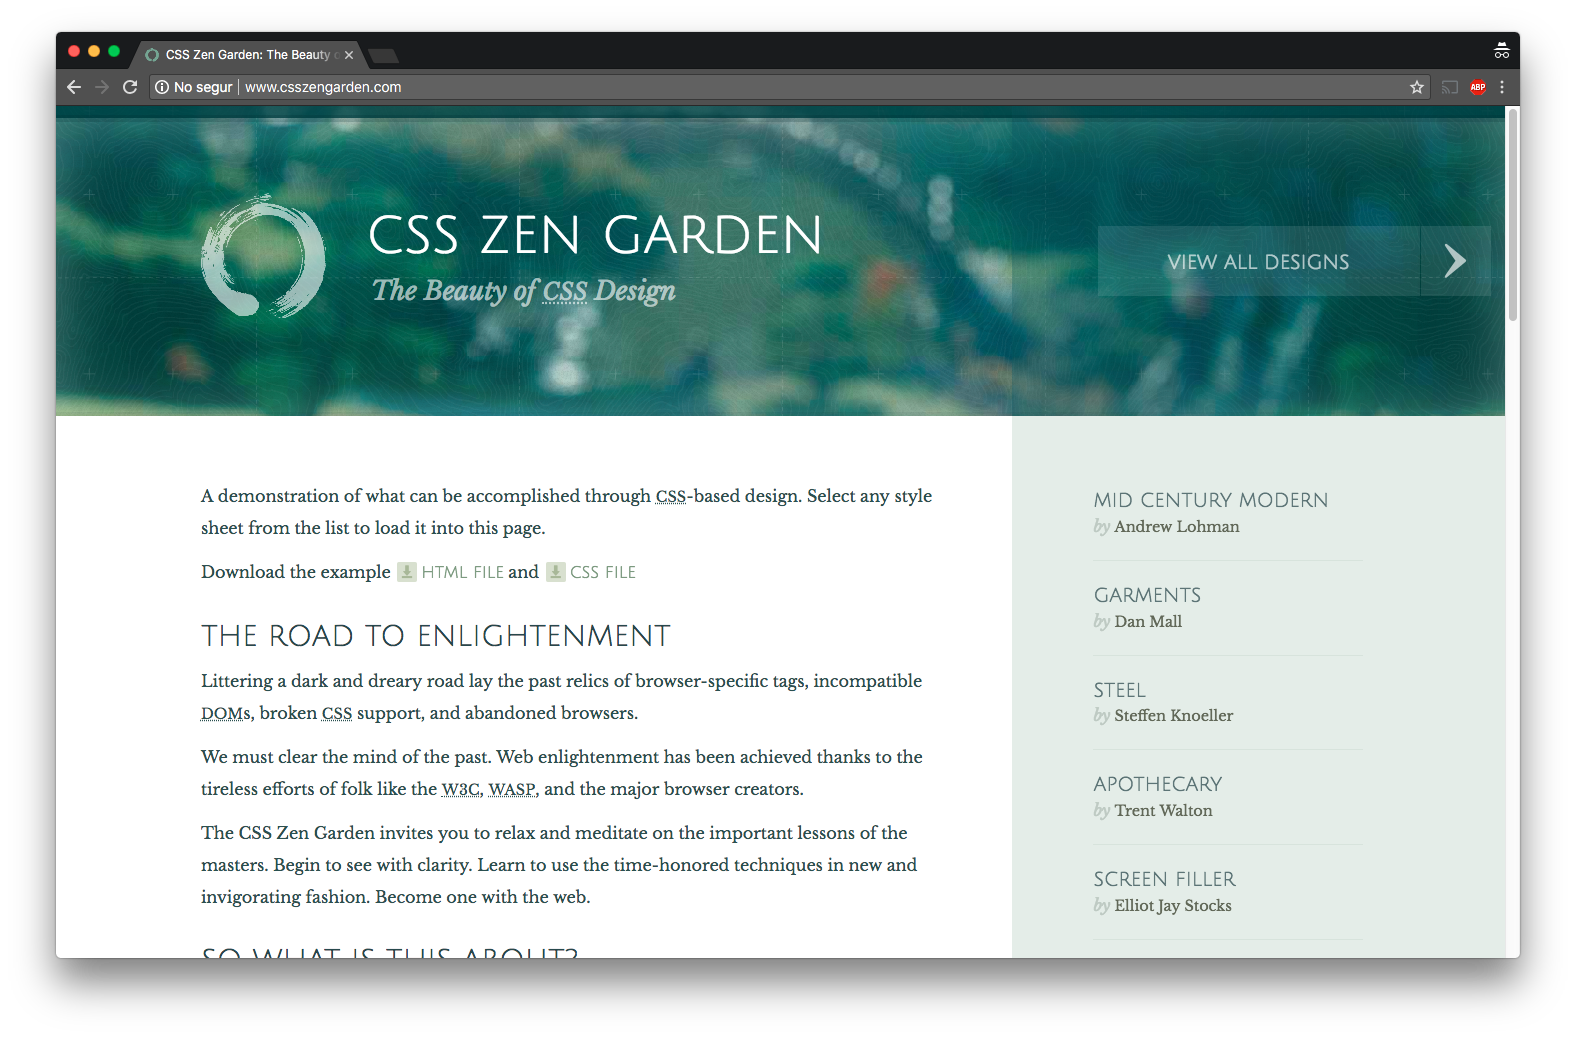 CSS Zen Garden: The Beauty
No segur | www.csszengarden.com
ABP
CSS ZEN GARDEN
The Beauty of CSS Design
VIEW ALL DESIGNS
A demonstration of what can be accomplished through CSS-based design. Select any style
sheet from the list to load it into this page.
Download the example HTML FILE and CSS FILE
THE ROAD TO ENLIGHTENMENT
Littering a dark and dreary road lay the past relics of browser-specific tags, incompatible
DOMs, broken CSS support, and abandoned browsers.
We must clear the mind of the past. Web enlightenment has been achieved thanks to the
tireless efforts of folk like the W3C, WASP, and the major browser creators.
The CSS Zen Garden invites you to relax and meditate on the important lessons of the
masters. Begin to see with clarity. Learn to use the time-honored techniques in new and
invigorating fashion. Become one with the web.
SO WHAT IS THIS ABOUT?
MID CENTURY MODERN
by Andrew Lohman
GARMENTS
by Dan Mall
STEEL
by Steffen Knoeller
APOTHECARY
by Trent Walton
SCREEN FILLER
by Elliot Jay Stocks